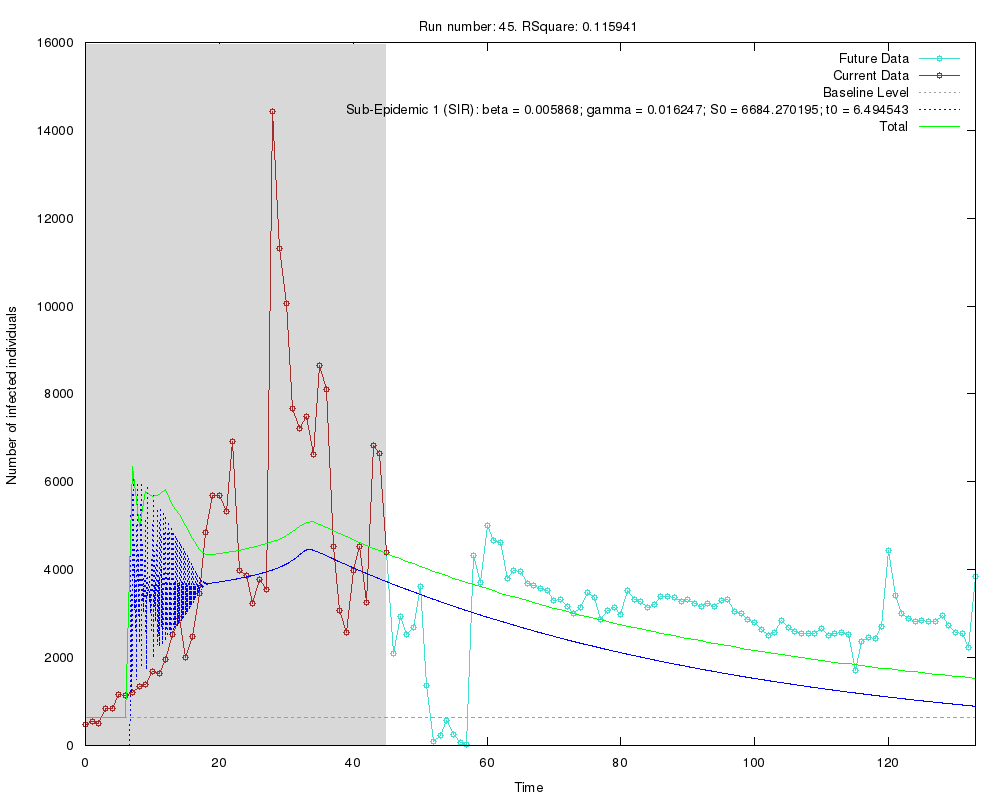 Run number: 45. RSquare: 0.115941
16000
14000
12000
10000
8000
6000
4000
2000
0
Number of infected individuals
Future Data
Current Data
Baseline Level
Sub-Epidemic 1 (SIR): beta = 0.005868; gamma = 0.016247; S0 = 6684.270195; t0 = 6.494543
Total
0 20 40 60 80 100 120
Time